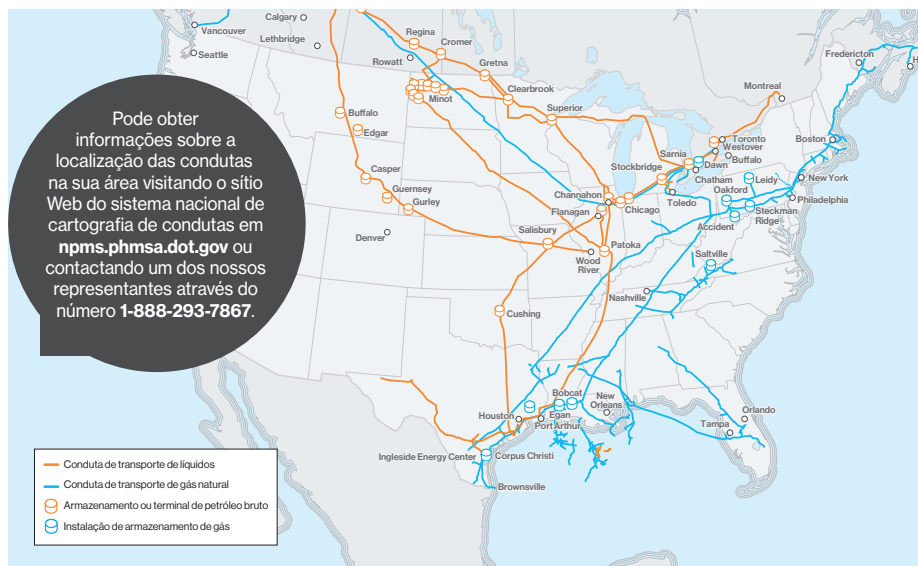 Calgary
Vancouver
Lethbridge
Seattle
Regina
Cromer
Rowatt
Gretna
Minot
Clearbrook
Superior
Fredericton
H
Montreal
Pode obter
informações sobre a
localização das condutas
na sua área visitando o sítio
Web do sistema nacional de
cartografia de condutas em
npms.phmsa.dot.gov ou
contactando um dos nossos
representantes através do
número 1-888-293-7867.
Buffalo
Edgar
Casper
Guernsey
Gurley
Denver
Toronto
Westover
Buffalo
Boston
Sarnia
Stockbridge
Dawn
Chatham
Leidy
New York
Oakford
Toledo
Philadelphia
Channahon
Chicago
Flanagan
Steckman
Ridge
Accident
Salisbury
Patoka
Wood
River
Saltville
Nashville
Cushing
Bobcat
New
Orleans
Houston
Egan
Port Arthur
Orlando
Tampa
Ingleside Energy Center
Corpus Christi
Brownsville
Conduta de transporte de líquidos
Conduta de transporte de gás natural
Armazenamento ou terminal de petróleo bruto
Instalação de armazenamento de gás